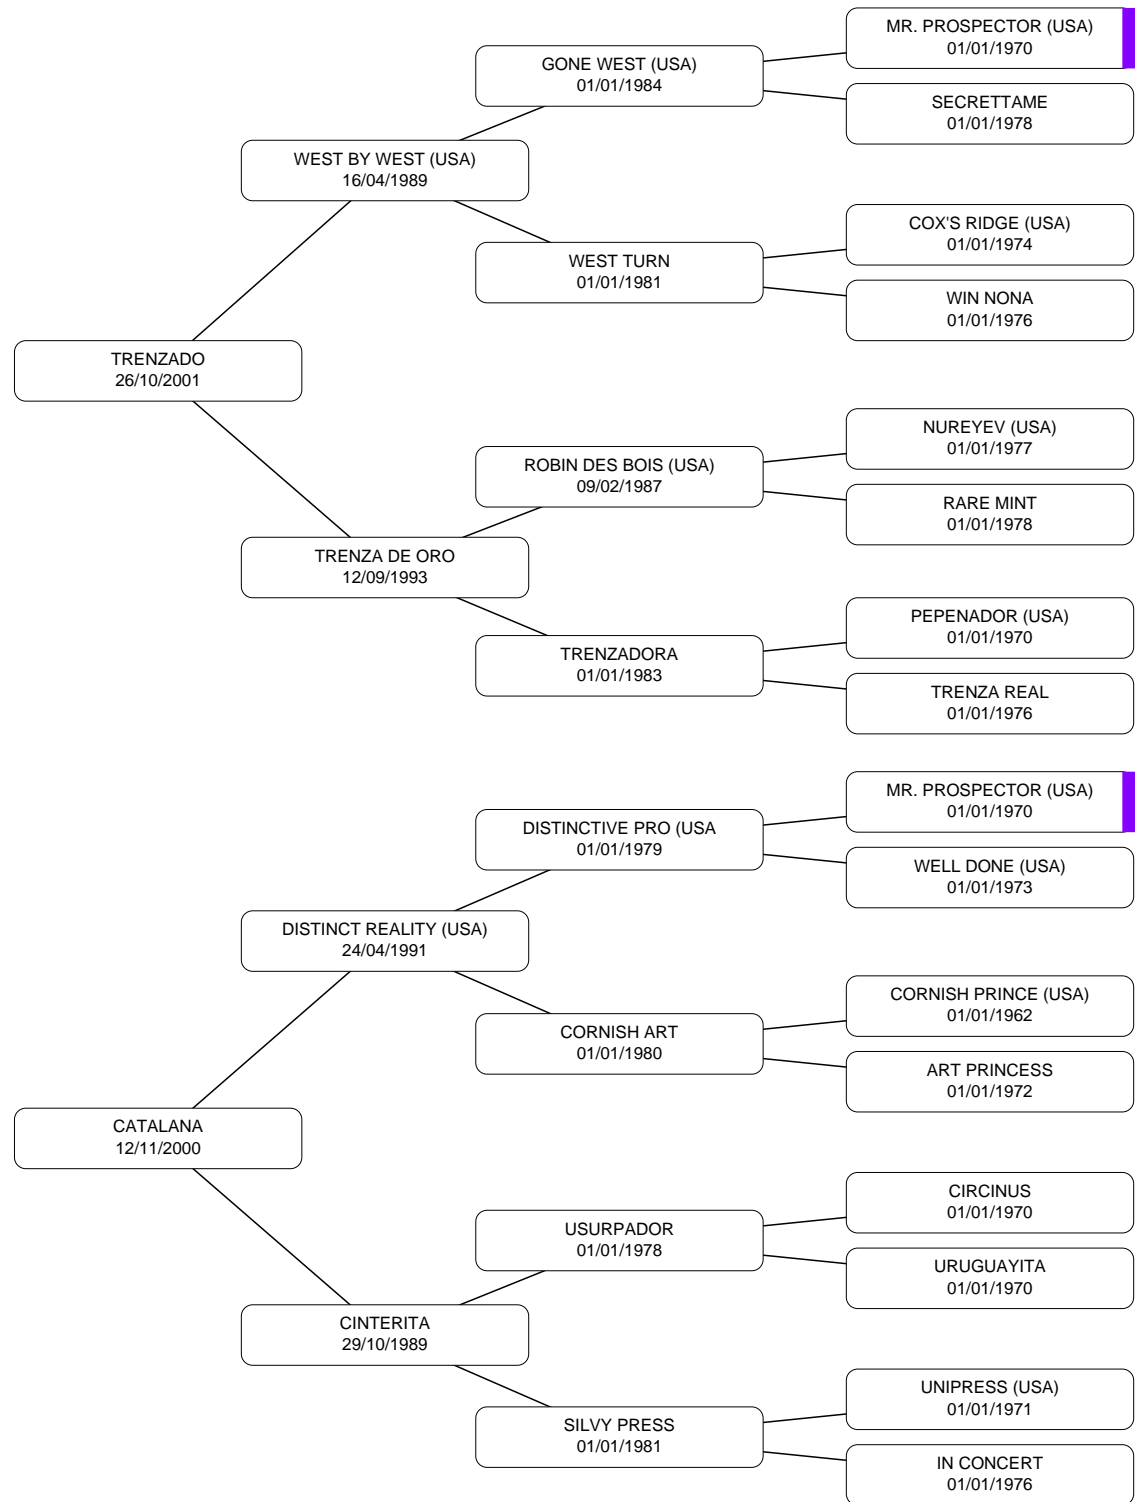 MR. PROSPECTOR (USA)
01/01/1970
GONE WEST (USA)
01/01/1984
SECRETTAME
01/01/1978
WEST BY WEST (USA)
16/04/1989
COX'S RIDGE (USA)
01/01/1974
WEST TURN
01/01/1981
WIN NONA
01/01/1976
TRENZADO
26/10/2001
NUREYEV (USA)
01/01/1977
ROBIN DES BOIS (USA)
09/02/1987
RARE MINT
01/01/1978
TRENZA DE ORO
12/09/1993
PEPENADOR (USA)
01/01/1970
TRENZADORA
01/01/1983
TRENZA REAL
01/01/1976
MR. PROSPECTOR (USA)
01/01/1970
DISTINCTIVE PRO (USA
01/01/1979
WELL DONE (USA)
01/01/1973
DISTINCT REALITY (USA)
24/04/1991
CORNISH PRINCE (USA)
01/01/1962
CORNISH ART
01/01/1980
ART PRINCESS
01/01/1972
CATALANA
12/11/2000
CIRCINUS
01/01/1970
USURPADOR
01/01/1978
URUGUAYITA
01/01/1970
CINTERITA
29/10/1989
UNIPRESS (USA)
01/01/1971
SILVY PRESS
01/01/1981
IN CONCERT
01/01/1976